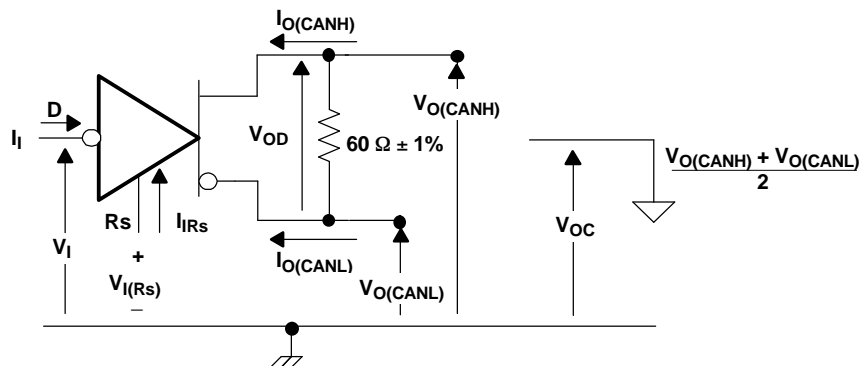 I_O(CANH)
D
I_I
V_OD
60 Ω ± 1%
V_O(CANH)
V_O(CANH) + V_O(CANL)
2
Rs
I_IRs
V_I
+
V_I(Rs)
_
I_O(CANL)
V_O(CANL)
V_OC